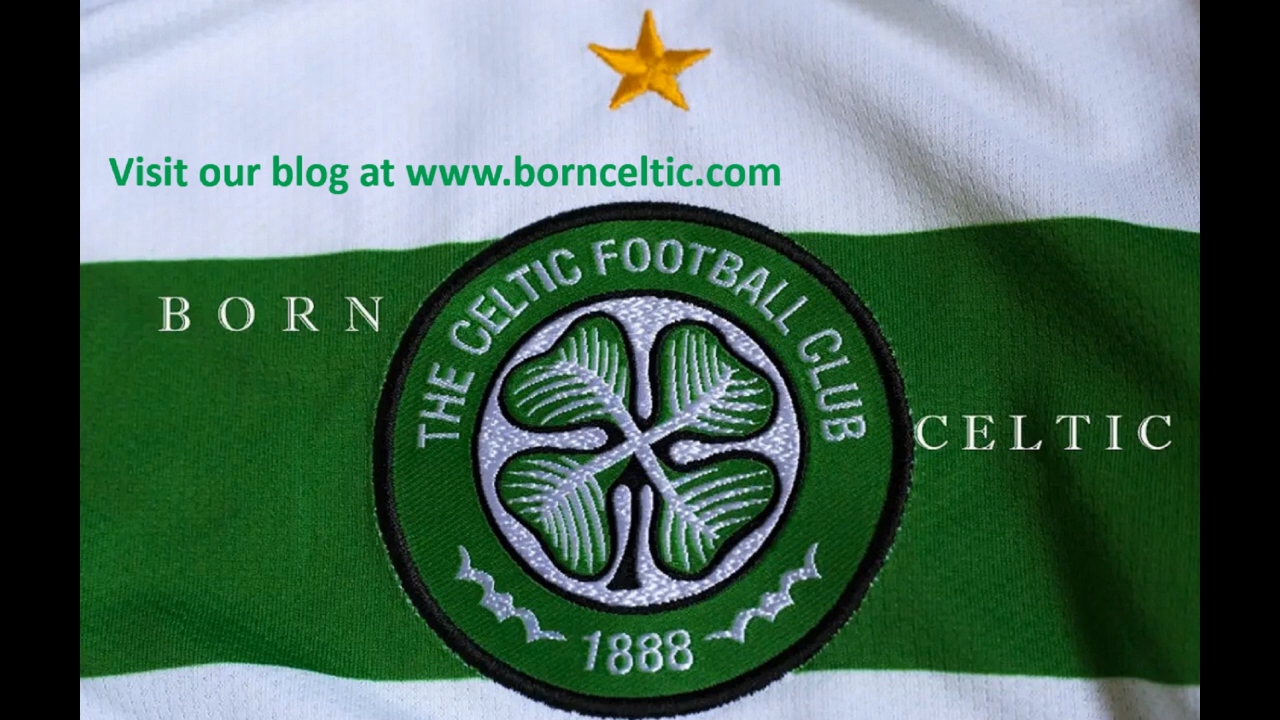 Visit our blog at www.bornceltic.com
BORN
THE CELTIC FOOTBALL CLUB
CELTIC
1888